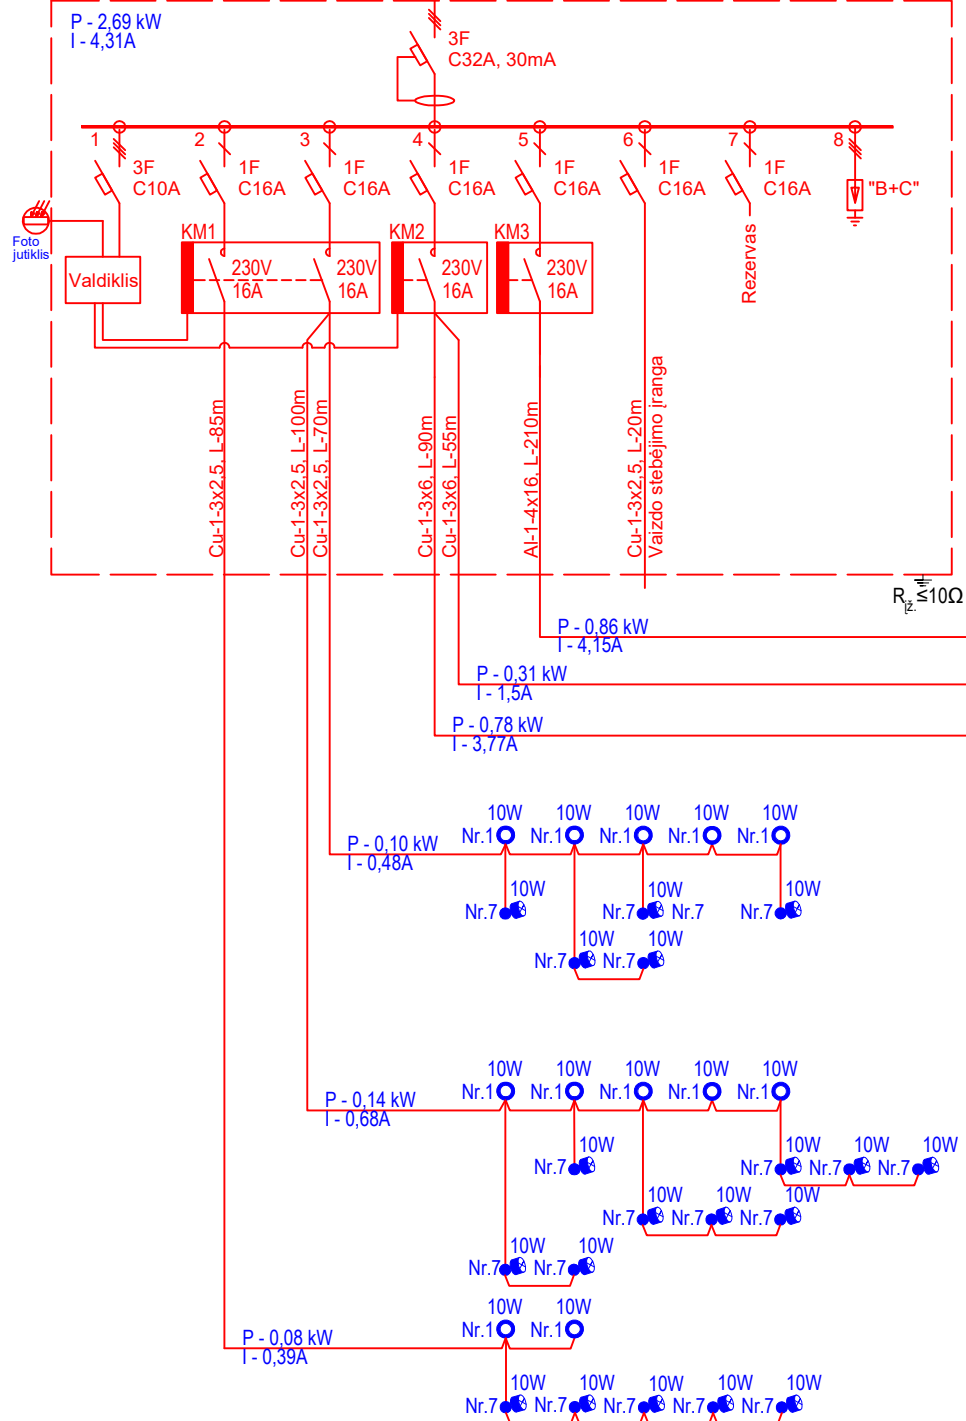 P - 2,69 kW
I - 4,31A
3F
C32A, 30mA
1
2
3
4
5
6
7
8
3F
C10A
1F
C16A
1F
C16A
1F
C16A
1F
C16A
1F
C16A
1F
C16A
"B+C"
Foto
jutiklis
Valdiklis
KM1
230V
16A
230V
16A
KM2
230V
16A
KM3
230V
16A
Rezervas
Cu-1-3x2,5, L-85m
Cu-1-3x2,5, L-100m
Cu-1-3x2,5, L-70m
Cu-1-3x6, L-90m
Cu-1-3x6, L-55m
Al-1-4x16, L-210m
Cu-1-3x2,5, L-20m
Vaizdo stebėjimo įranga
Rįž.≤10Ω
P - 0,86 kW
I - 4,15A
P - 0,31 kW
I - 1,5A
P - 0,78 kW
I - 3,77A
10W 10W 10W 10W 10W
Nr.1 Nr.1 Nr.1 Nr.1 Nr.1
P - 0,10 kW
I - 0,48A
10W 10W 10W
Nr.7 Nr.7 Nr.7 Nr.7
10W 10W
Nr.7 Nr.7
10W 10W 10W 10W 10W
Nr.1 Nr.1 Nr.1 Nr.1 Nr.1
P - 0,14 kW
I - 0,68A
10W 10W 10W 10W
Nr.7 Nr.7 Nr.7 Nr.7
10W 10W 10W
Nr.7 Nr.7 Nr.7
10W 10W
Nr.7 Nr.7
10W 10W
Nr.1 Nr.1
P - 0,08 kW
I - 0,39A
10W 10W 10W 10W 10W
Nr.7 Nr.7 Nr.7 Nr.7 Nr.7